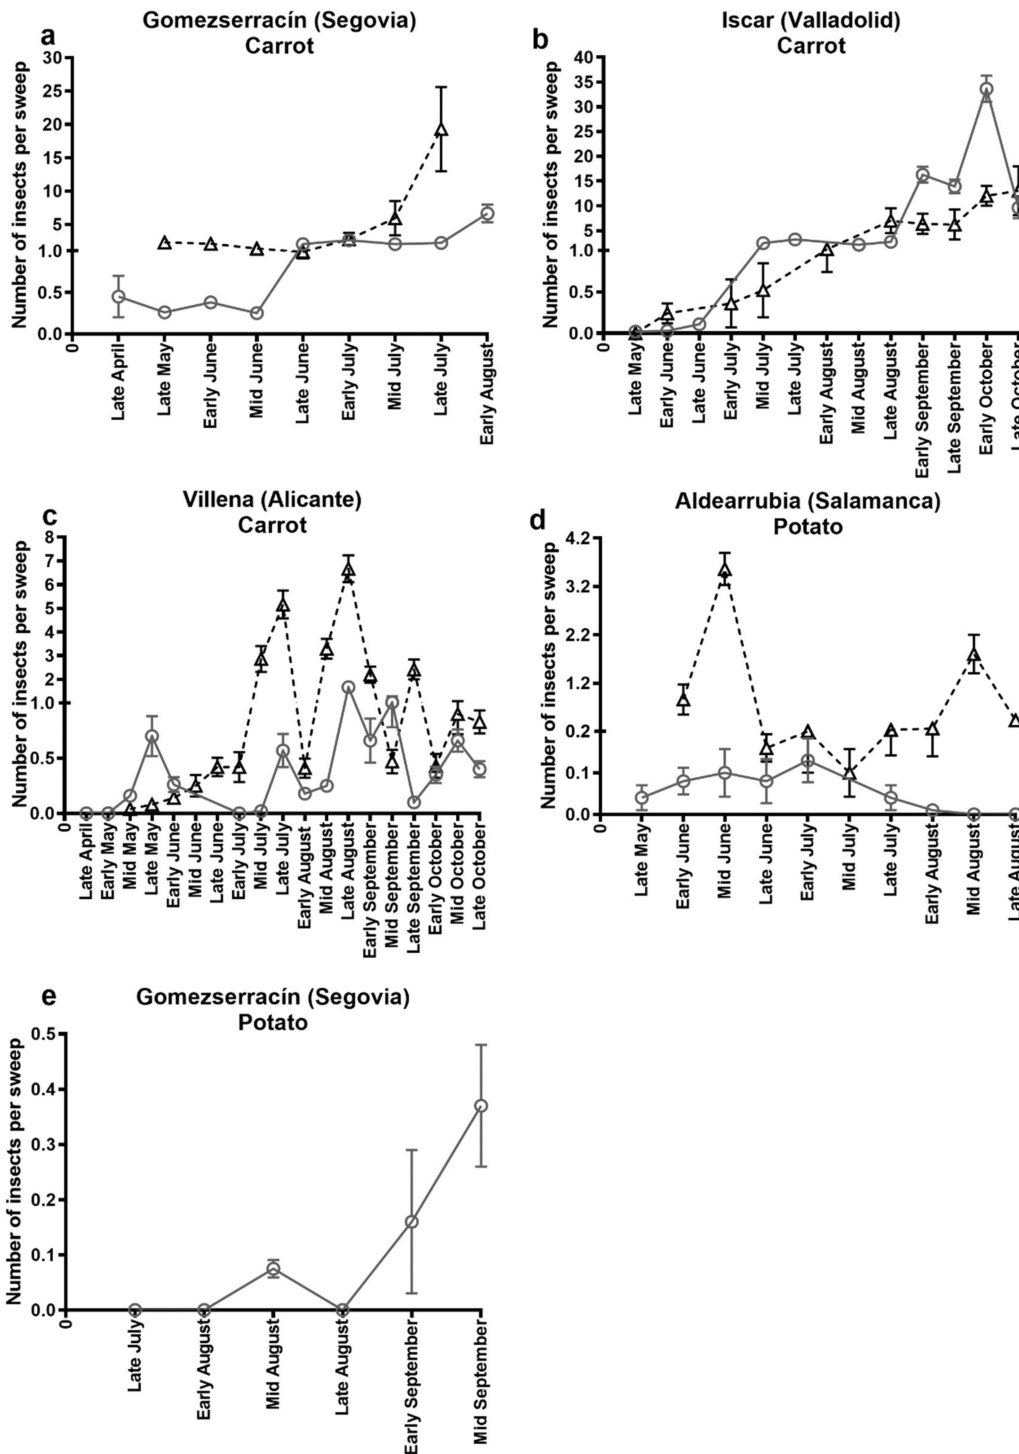 a
Gomezserracín (Segovia)
Carrot
Number of insects per sweep
30
25
20
15
10
5
1.0
0.5
0.0
0
Late April
Late May
Early June
Mid June
Late June
Early July
Mid July
Late July
Early August
b
Iscar (Valladolid)
Carrot
Number of insects per sweep
40
35
30
25
20
15
10
5
1.0
0.5
0.0
0
Late May
Early June
Late June
Early July
Mid July
Late July
Early August
Mid August
Late August
Early September
Late September
Early October
Late October
c
Villena (Alicante)
Carrot
Number of insects per sweep
8
7
6
5
4
3
2
1.0
0.5
0.0
0
Late April
Early May
Mid May
Late May
Early June
Mid June
Late June
Early July
Mid July
Late July
Early August
Mid August
Late August
Early September
Mid September
Late September
Early October
Mid October
Late October
d
Aldearrubia (Salamanca)
Potato
Number of insects per sweep
4.2
3.2
2.2
1.2
0.2
0.1
0.0
0
Late May
Early June
Mid June
Late June
Early July
Mid July
Late July
Early August
Mid August
Late August
e
Gomezserracín (Segovia)
Potato
Number of insects per sweep
0.5
0.4
0.3
0.2
0.1
0.0
0
Late July
Early August
Mid August
Late August
Early September
Mid September